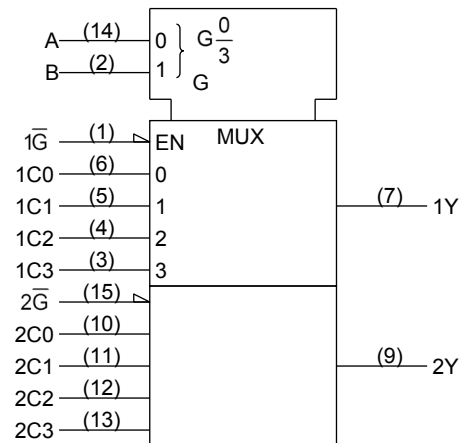 A (14) 0 G 0/3
B (2) 1 G
1G̅ (1) EN MUX
1C0 (6) 0
1C1 (5) 1 (7) 1Y
1C2 (4) 2
1C3 (3) 3
2G̅ (15)
2C0 (10)
2C1 (11) (9) 2Y
2C2 (12)
2C3 (13)